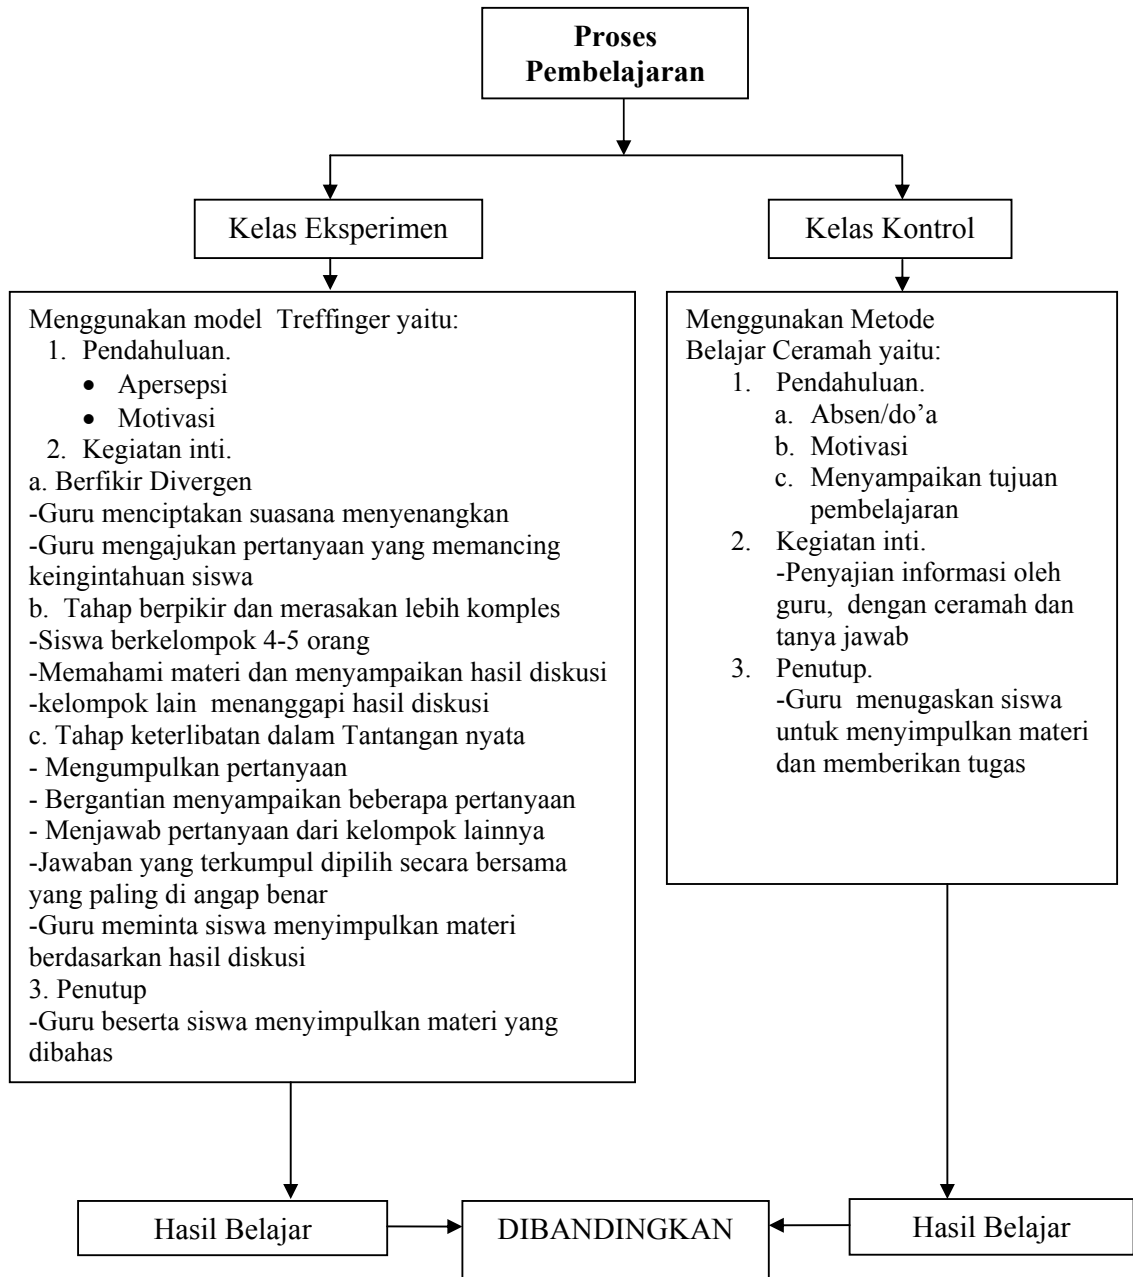 Proses
Pembelajaran
Kelas Eksperimen
Kelas Kontrol
Menggunakan model  Treffinger yaitu:
1. Pendahuluan.
• Apersepsi
• Motivasi
2. Kegiatan inti.
a. Berfikir Divergen
-Guru menciptakan suasana menyenangkan
-Guru mengajukan pertanyaan yang memancing
keingintahuan siswa
b.  Tahap berpikir dan merasakan lebih komples
-Siswa berkelompok 4-5 orang
-Memahami materi dan menyampaikan hasil diskusi
-kelompok lain  menanggapi hasil diskusi
c. Tahap keterlibatan dalam Tantangan nyata
- Mengumpulkan pertanyaan
- Bergantian menyampaikan beberapa pertanyaan
- Menjawab pertanyaan dari kelompok lainnya
-Jawaban yang terkumpul dipilih secara bersama
yang paling di angap benar
-Guru meminta siswa menyimpulkan materi
berdasarkan hasil diskusi
3. Penutup
-Guru beserta siswa menyimpulkan materi yang
dibahas
Menggunakan Metode
Belajar Ceramah yaitu:
1. Pendahuluan.
a. Absen/do’a
b. Motivasi
c. Menyampaikan tujuan
pembelajaran
2. Kegiatan inti.
-Penyajian informasi oleh
guru,  dengan ceramah dan
tanya jawab
3. Penutup.
-Guru  menugaskan siswa
untuk menyimpulkan materi
dan memberikan tugas
Hasil Belajar
DIBANDINGKAN
Hasil Belajar